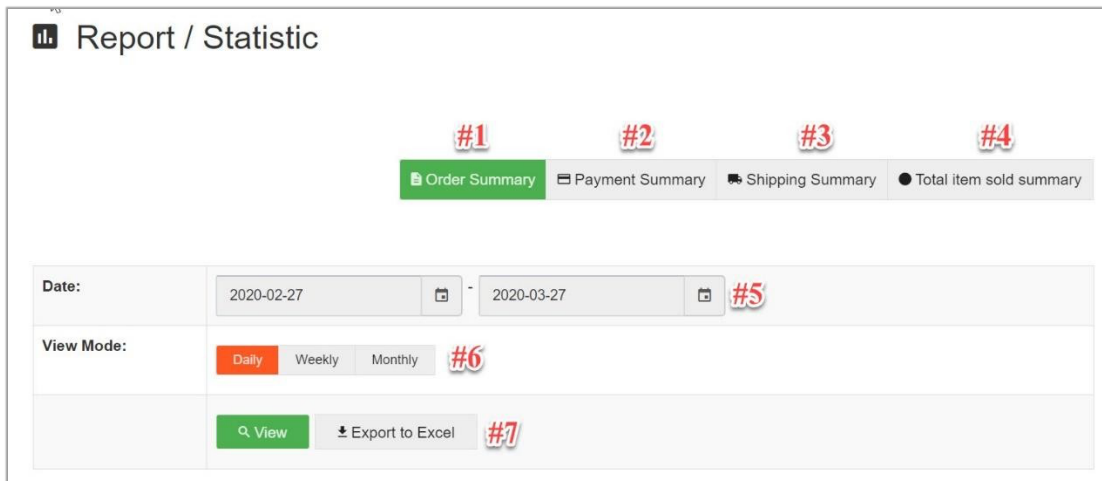 Report / Statistic
#1 #2 #3 #4
Order Summary Payment Summary Shipping Summary Total item sold summary
Date: 2020-02-27 - 2020-03-27 #5
View Mode: Daily Weekly Monthly #6
View Export to Excel #7